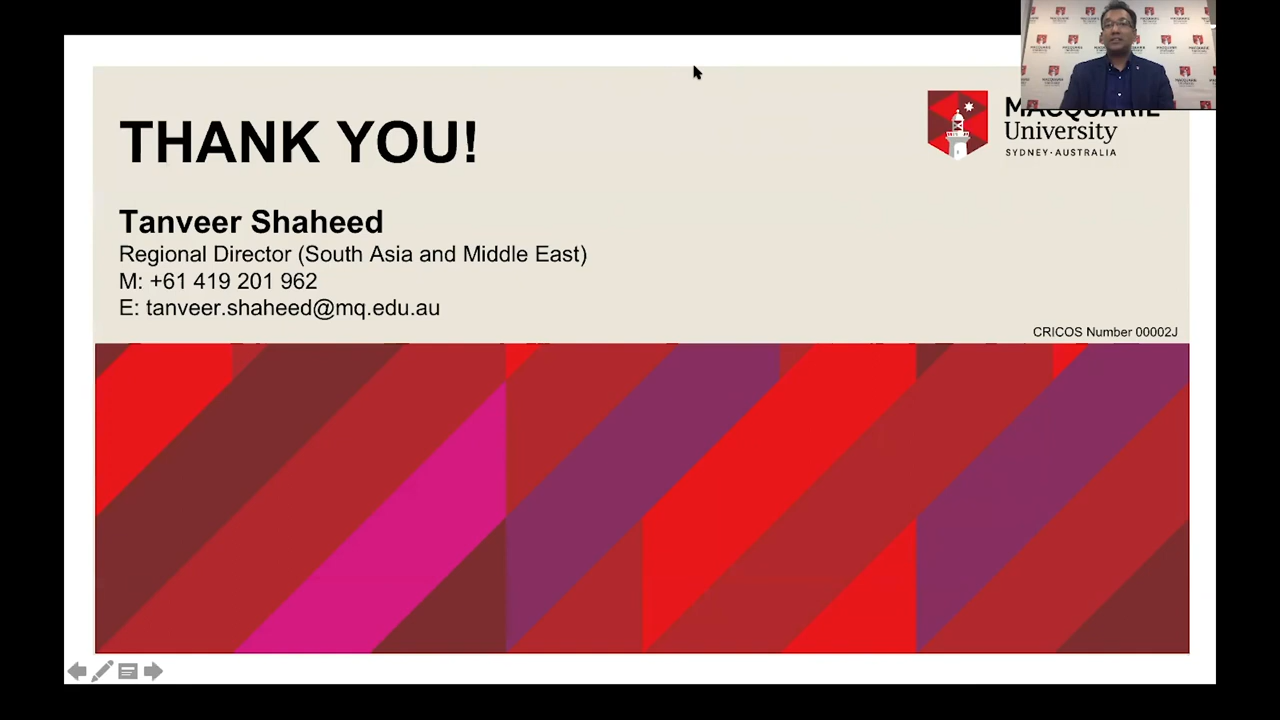 THANK YOU!
MACQUARIE
University
SYDNEY·AUSTRALIA
Tanveer Shaheed
Regional Director (South Asia and Middle East)
M: +61 419 201 962
E: tanveer.shaheed@mq.edu.au
CRICOS Number 00002J